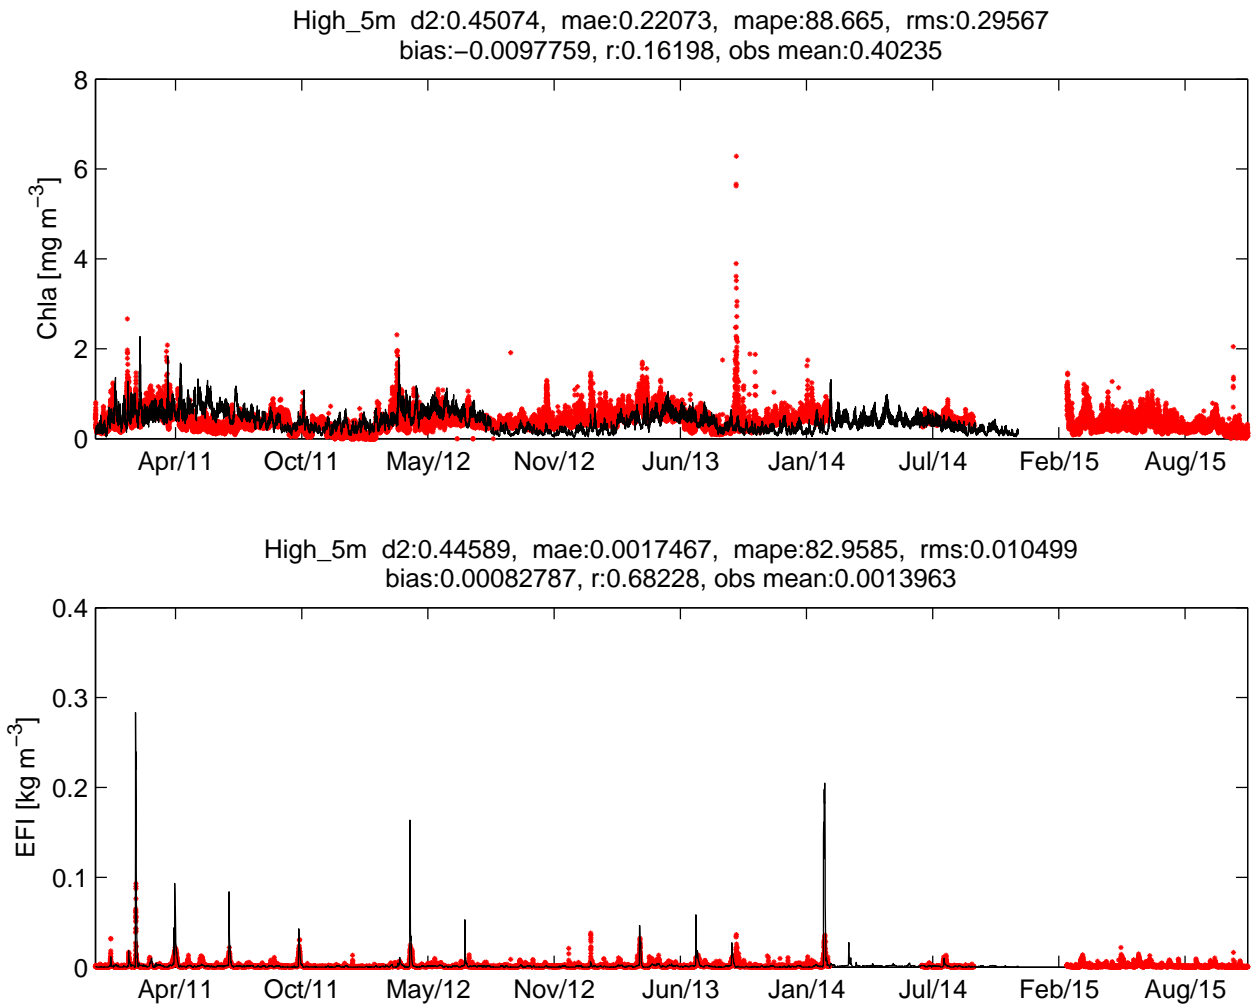 High_5m  d2:0.45074,  mae:0.22073,  mape:88.665,  rms:0.29567
bias:−0.0097759, r:0.16198, obs mean:0.40235
8
6
4
2
0
Chla [mg m⁻³]
Apr/11 Oct/11 May/12 Nov/12 Jun/13 Jan/14 Jul/14 Feb/15 Aug/15
High_5m  d2:0.44589,  mae:0.0017467,  mape:82.9585,  rms:0.010499
bias:0.00082787, r:0.68228, obs mean:0.0013963
0.4
0.3
0.2
0.1
0
EFI [kg m⁻³]
Apr/11 Oct/11 May/12 Nov/12 Jun/13 Jan/14 Jul/14 Feb/15 Aug/15